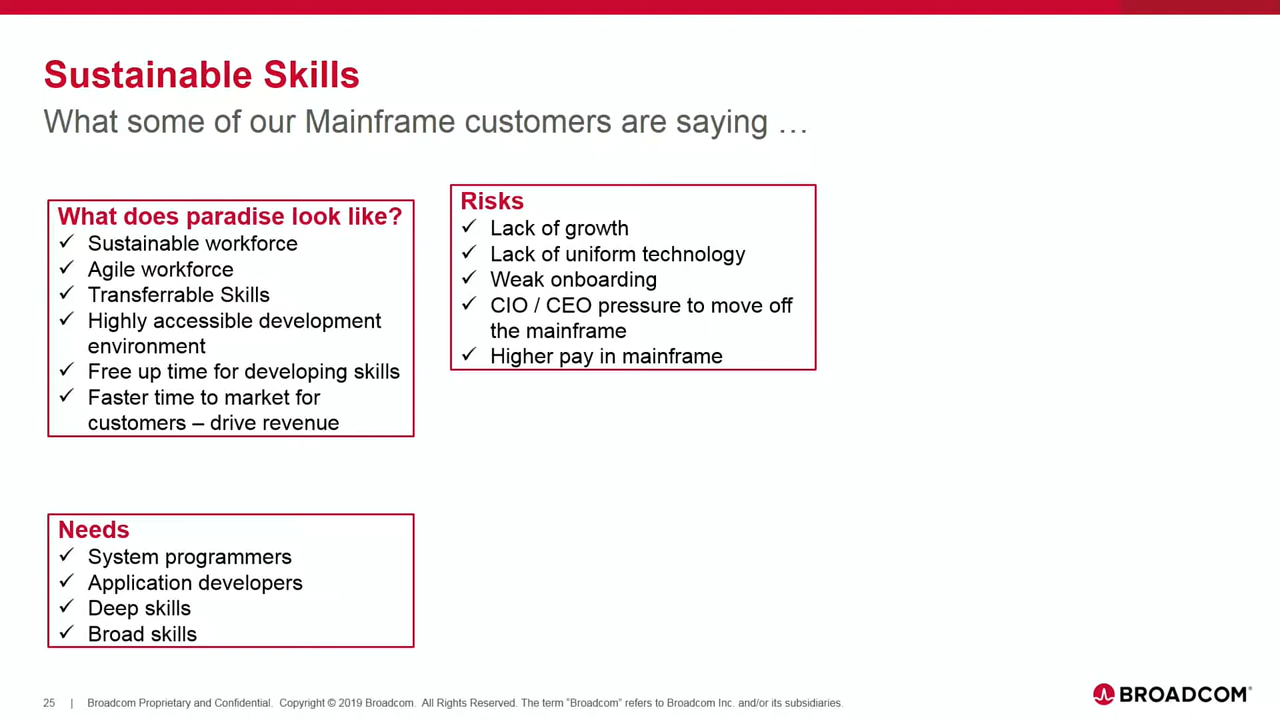 Sustainable Skills
What some of our Mainframe customers are saying …
What does paradise look like?
✓ Sustainable workforce
✓ Agile workforce
✓ Transferrable Skills
✓ Highly accessible development
environment
✓ Free up time for developing skills
✓ Faster time to market for
customers – drive revenue
Risks
✓ Lack of growth
✓ Lack of uniform technology
✓ Weak onboarding
✓ CIO / CEO pressure to move off
the mainframe
✓ Higher pay in mainframe
Needs
✓ System programmers
✓ Application developers
✓ Deep skills
✓ Broad skills
25 | Broadcom Proprietary and Confidential. Copyright © 2019 Broadcom. All Rights Reserved. The term "Broadcom" refers to Broadcom Inc. and/or its subsidiaries.
BROADCOM®